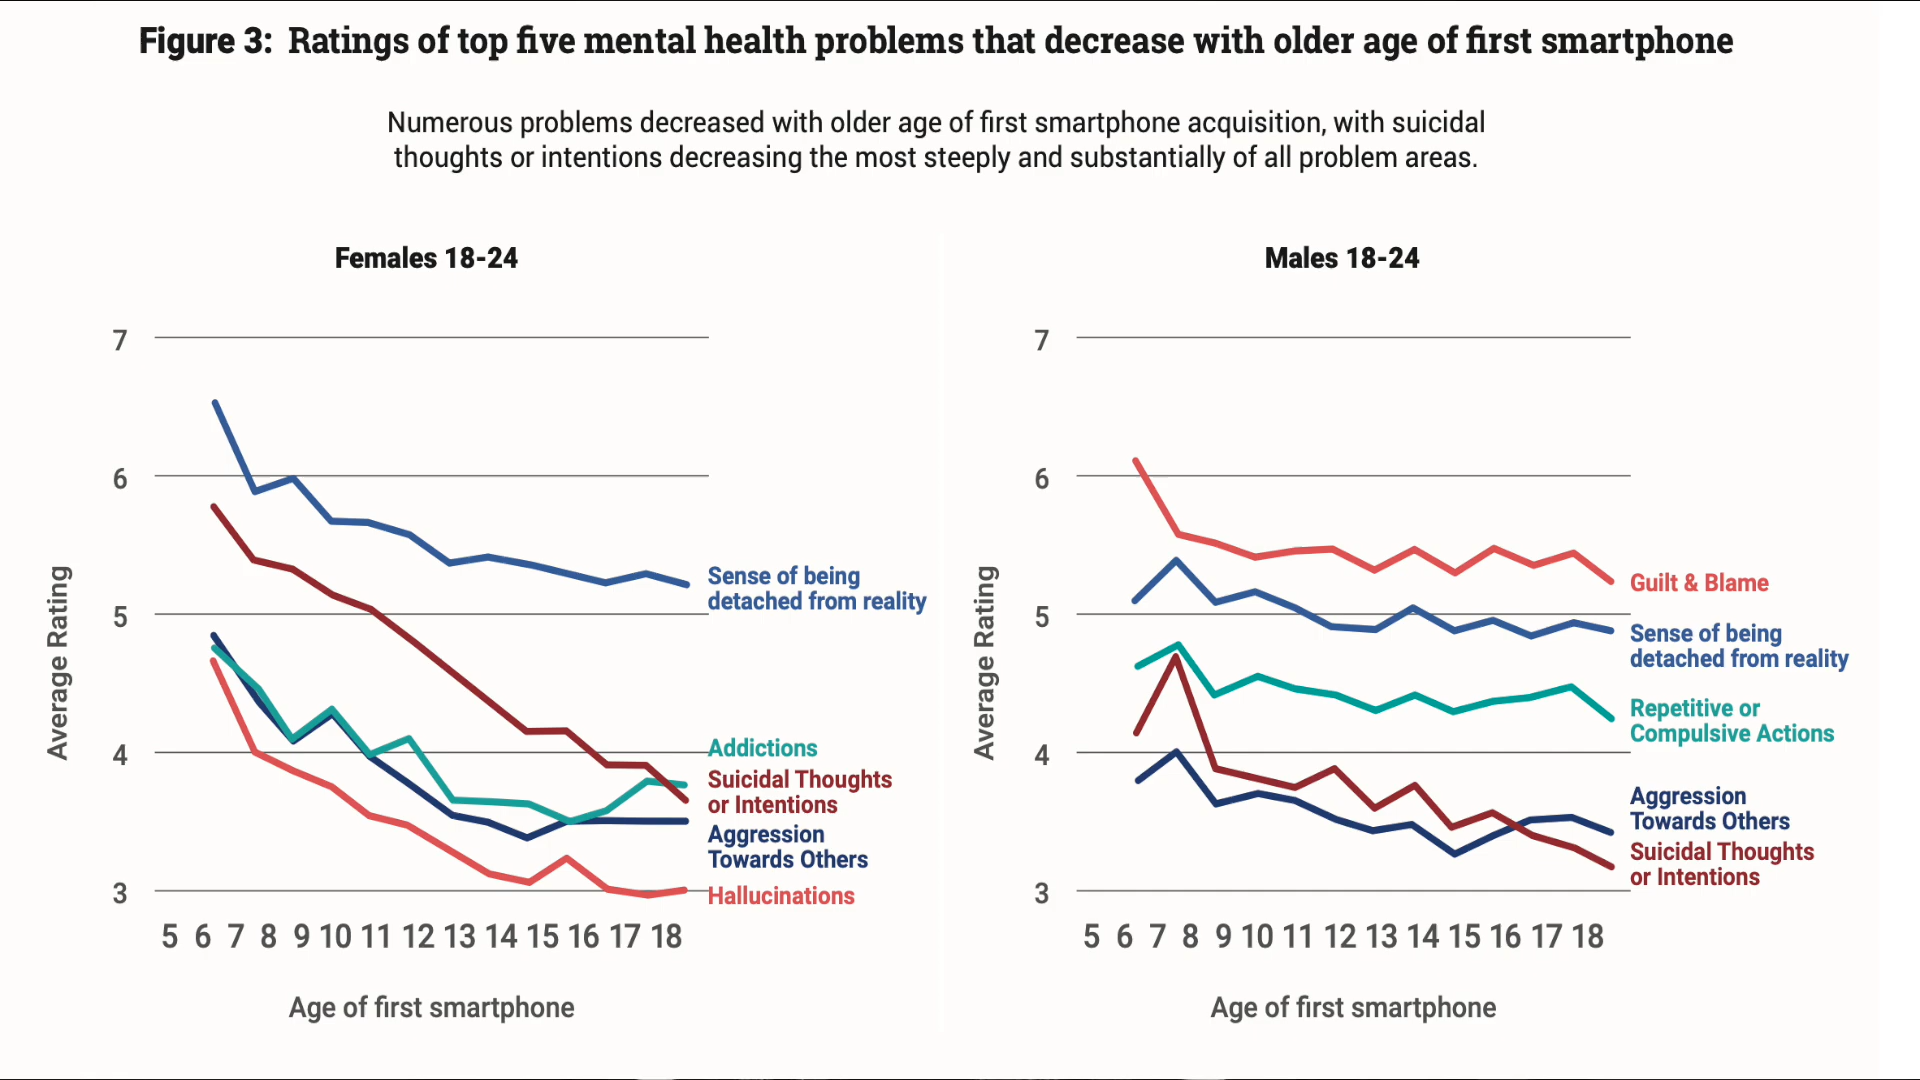 Figure 3: Ratings of top five mental health problems that decrease with older age of first smartphone
Numerous problems decreased with older age of first smartphone acquisition, with suicidal
thoughts or intentions decreasing the most steeply and substantially of all problem areas.
Females 18-24
7
6
5
4
3
Average Rating
Sense of being
detached from reality
Addictions
Suicidal Thoughts
or Intentions
Aggression
Towards Others
Hallucinations
5 6 7 8 9 10 11 12 13 14 15 16 17 18
Age of first smartphone
Males 18-24
7
6
5
4
3
Average Rating
Guilt & Blame
Sense of being
detached from reality
Repetitive or
Compulsive Actions
Aggression
Towards Others
Suicidal Thoughts
or Intentions
5 6 7 8 9 10 11 12 13 14 15 16 17 18
Age of first smartphone